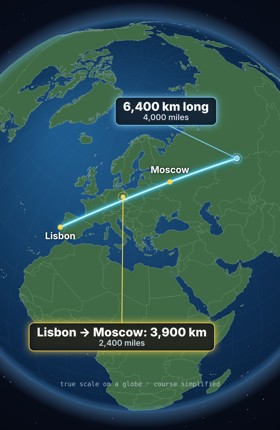 6,400 km long
4,000 miles
Moscow
Lisbon
Lisbon → Moscow: 3,900 km
2,400 miles
true scale on a globe · course simplified